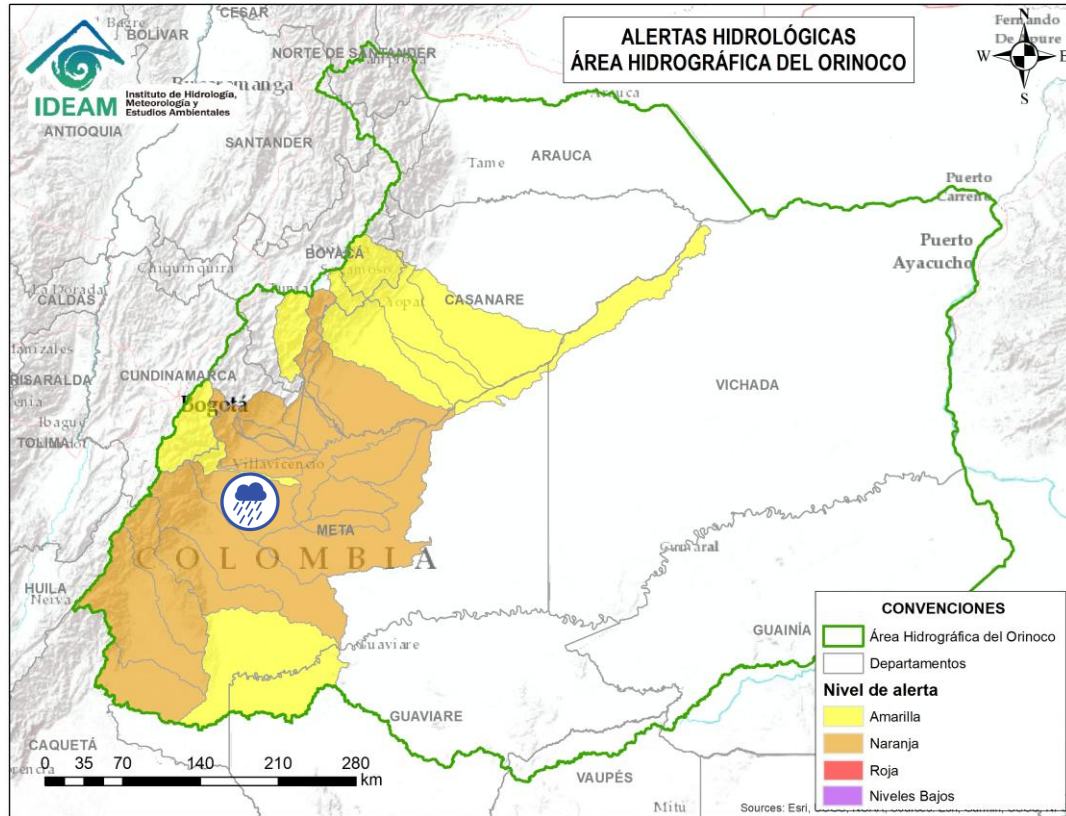 ALERTAS HIDROLÓGICAS
ÁREA HIDROGRÁFICA DEL ORINOCO
N
W E
S
IDEAM
Instituto de Hidrología,
Meteorología y
Estudios Ambientales
CESAR
BOLÍVAR
NORTE DE SANTANDER
ANTIOQUIA
SANTANDER
Arauca
ARAUCA
Tame
Puerto
Carreño
Puerto
Ayacucho
BOYACÁ
Chiquinquira
La Dorada
CALDAS
Yopal
CASANARE
VICHADA
CUNDINAMARCA
RISARALDA
Bogotá
Ibagué
TOLIMA
Villavicencio
META
COLOMBIA
HUILA
Neiva
Guaviare
GUAINÍA
GUAVIARE
CAQUETÁ
VAUPÉS
Mitú
0 35 70 140 210 280
km
CONVENCIONES
Área Hidrográfica del Orinoco
Departamentos
Nivel de alerta
Amarilla
Naranja
Roja
Niveles Bajos
Sources: Esri,